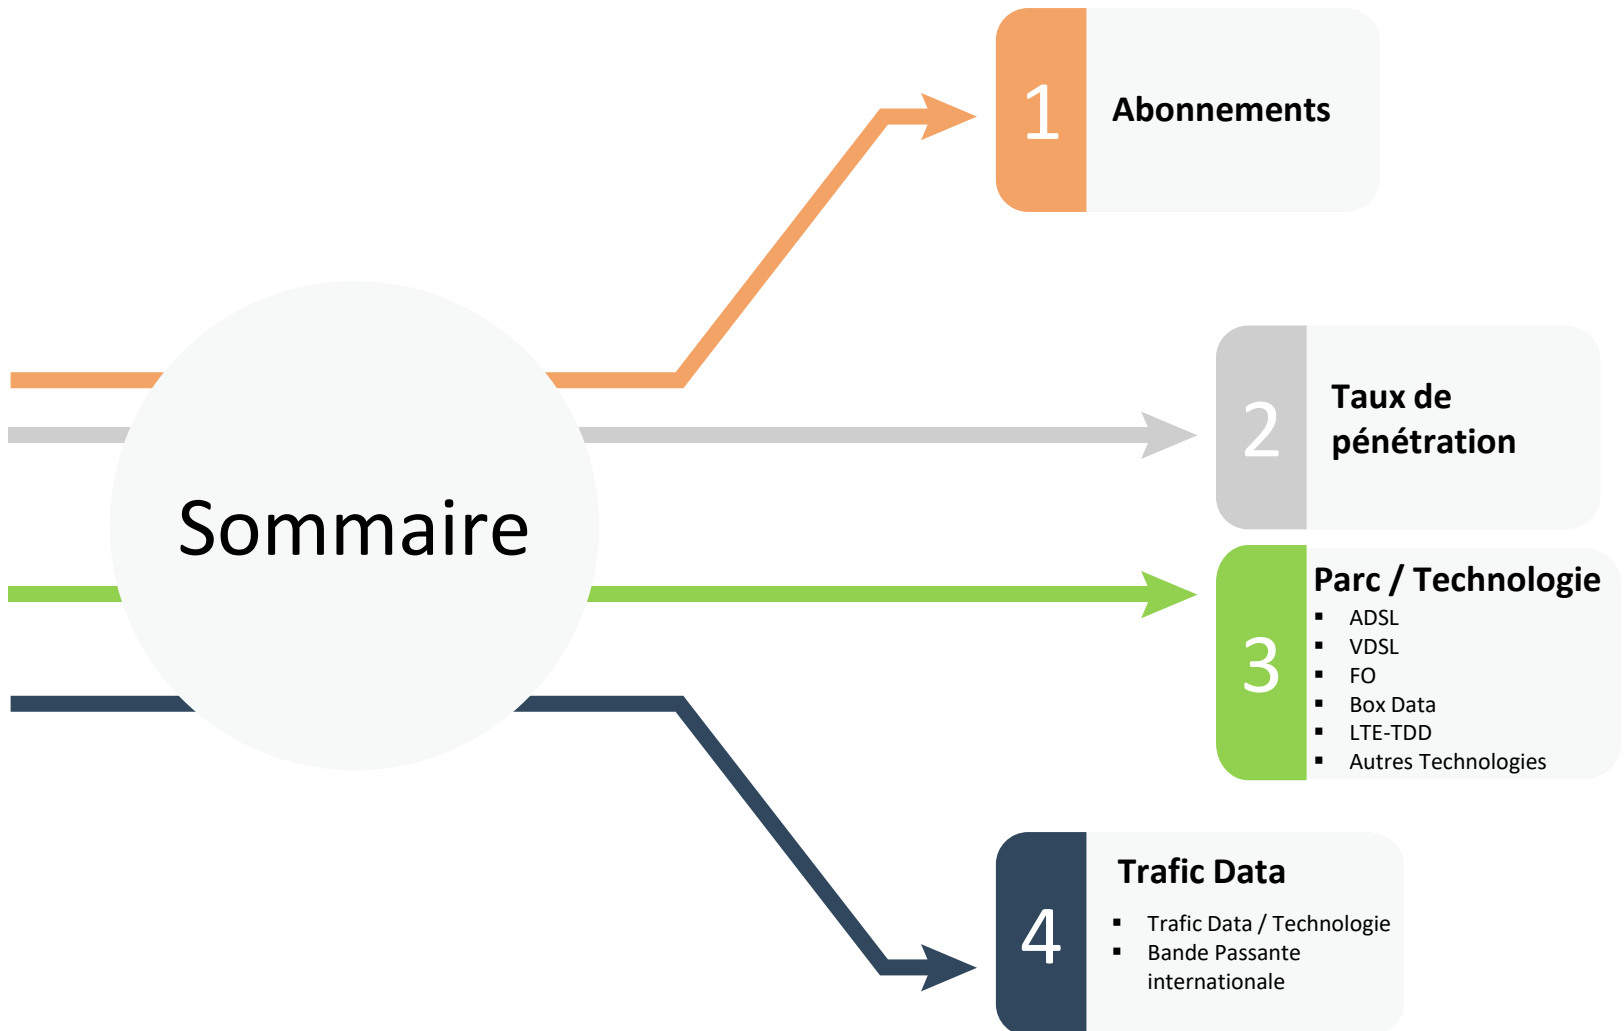 Sommaire
1
Abonnements
2
Taux de
pénétration
3
Parc / Technologie
▪ ADSL
▪ VDSL
▪ FO
▪ Box Data
▪ LTE-TDD
▪ Autres Technologies
4
Trafic Data
▪ Trafic Data / Technologie
▪ Bande Passante
internationale